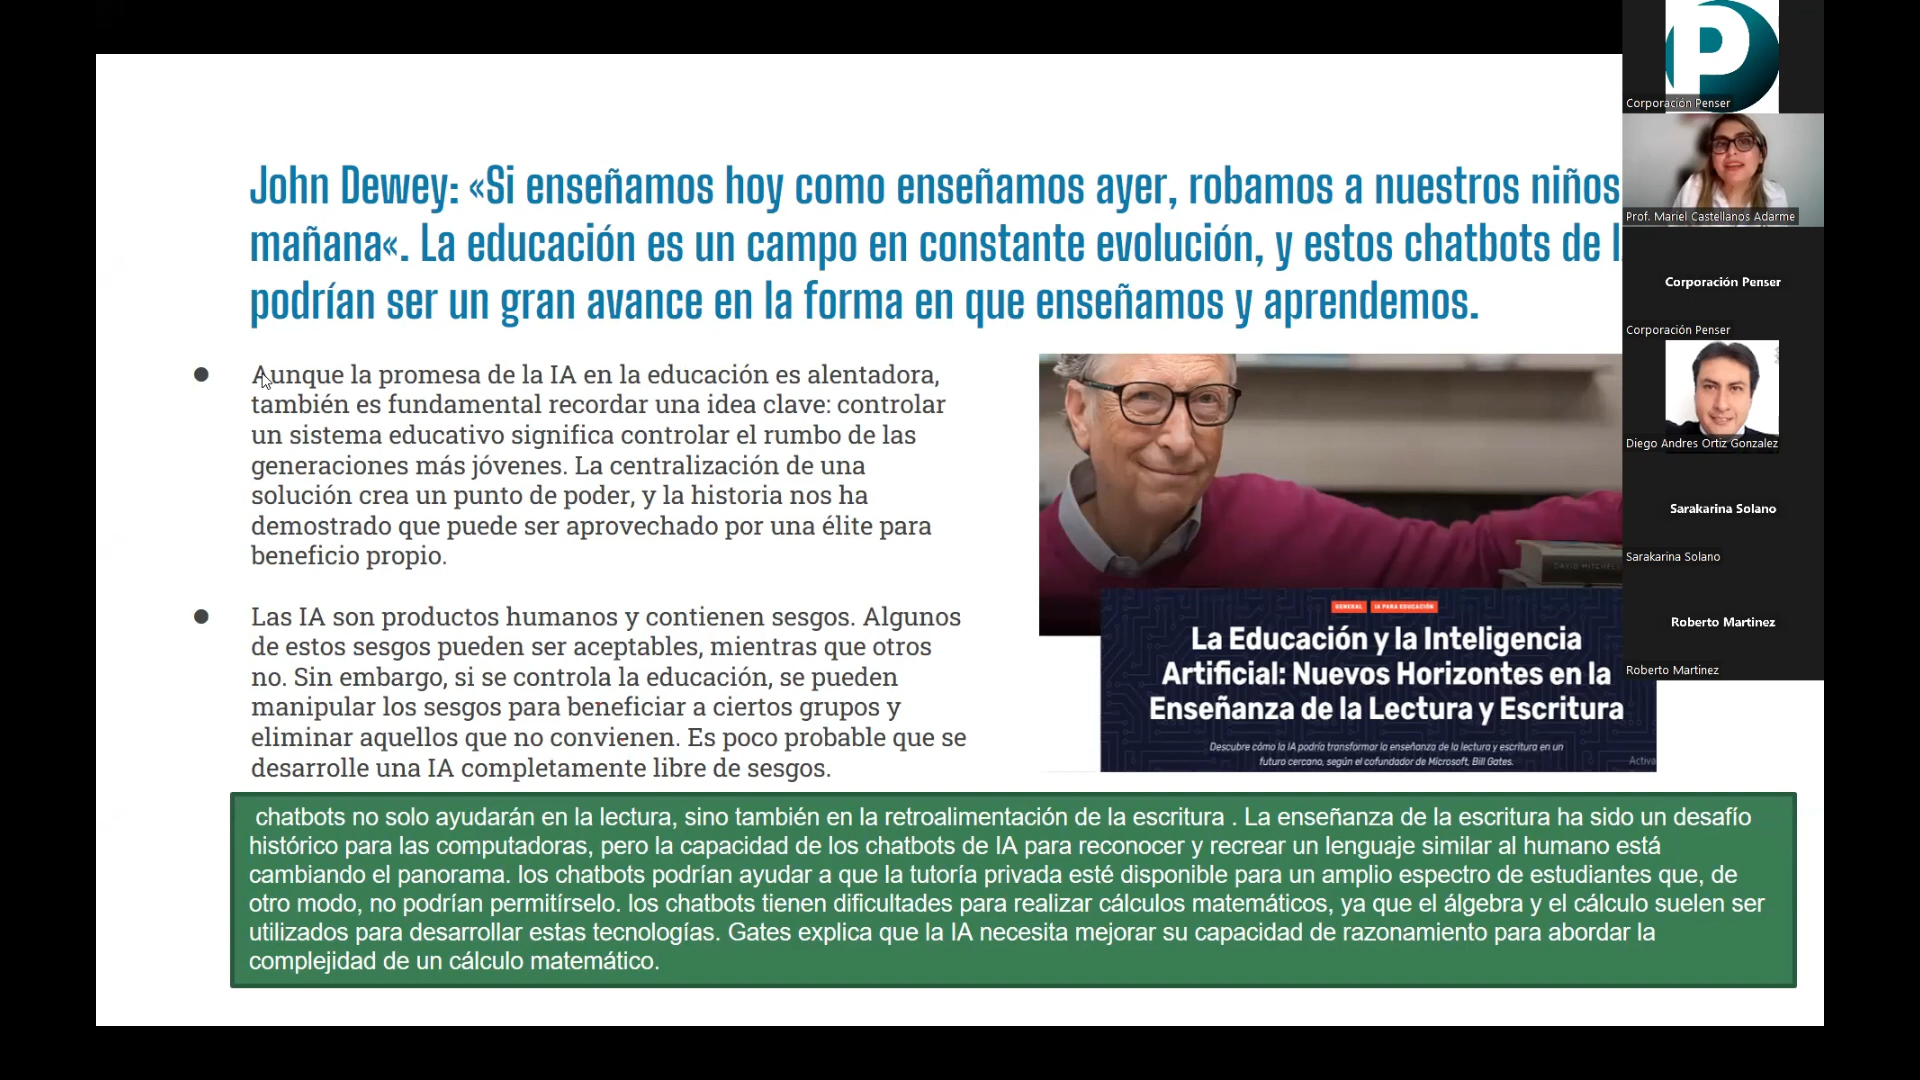 John Dewey: «Si enseñamos hoy como enseñamos ayer, robamos a nuestros niños
mañana«. La educación es un campo en constante evolución, y estos chatbots de
podrían ser un gran avance en la forma en que enseñamos y aprendemos.
● Aunque la promesa de la IA en la educación es alentadora,
también es fundamental recordar una idea clave: controlar
un sistema educativo significa controlar el rumbo de las
generaciones más jóvenes. La centralización de una
solución crea un punto de poder, y la historia nos ha
demostrado que puede ser aprovechado por una élite para
beneficio propio.
● Las IA son productos humanos y contienen sesgos. Algunos
de estos sesgos pueden ser aceptables, mientras que otros
no. Sin embargo, si se controla la educación, se pueden
manipular los sesgos para beneficiar a ciertos grupos y
eliminar aquellos que no convienen. Es poco probable que se
desarrolle una IA completamente libre de sesgos.
DAVID MITCHELL
GENERAL IA PARA EDUCACIÓN
La Educación y la Inteligencia
Artificial: Nuevos Horizontes en la
Enseñanza de la Lectura y Escritura
Descubre cómo la IA podría transformar la enseñanza de la lectura y escritura en un
futuro cercano, según el cofundador de Microsoft, Bill Gates.
Activa
chatbots no solo ayudarán en la lectura, sino también en la retroalimentación de la escritura . La enseñanza de la escritura ha sido un desafío
histórico para las computadoras, pero la capacidad de los chatbots de IA para reconocer y recrear un lenguaje similar al humano está
cambiando el panorama. los chatbots podrían ayudar a que la tutoría privada esté disponible para un amplio espectro de estudiantes que, de
otro modo, no podrían permitírselo. los chatbots tienen dificultades para realizar cálculos matemáticos, ya que el álgebra y el cálculo suelen ser
utilizados para desarrollar estas tecnologías. Gates explica que la IA necesita mejorar su capacidad de razonamiento para abordar la
complejidad de un cálculo matemático.
P
Corporación Penser
Prof. Mariel Castellanos Adarme
Corporación Penser
Corporación Penser
Diego Andres Ortiz Gonzalez
Sarakarina Solano
Sarakarina Solano
Roberto Martinez
Roberto Martinez